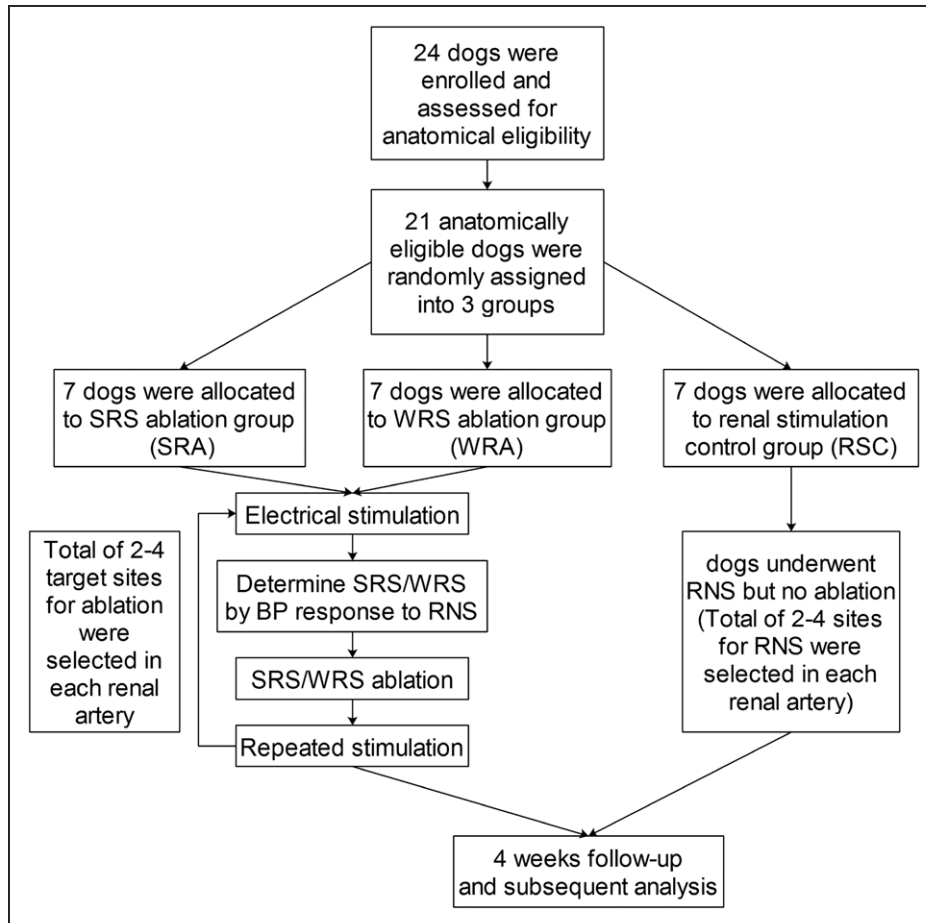 24 dogs were
enrolled and
assessed for
anatomical eligibility
21 anatomically
eligible dogs were
randomly assigned
into 3 groups
7 dogs were allocated
to SRS ablation group
(SRA)
7 dogs were allocated
to WRS ablation group
(WRA)
7 dogs were allocated
to renal stimulation
control group (RSC)
Total of 2-4
target sites
for ablation
were
selected in
each renal
artery
Electrical stimulation
Determine SRS/WRS
by BP response to RNS
SRS/WRS ablation
Repeated stimulation
dogs underwent
RNS but no ablation
(Total of 2-4 sites
for RNS were
selected in each
renal artery)
4 weeks follow-up
and subsequent analysis